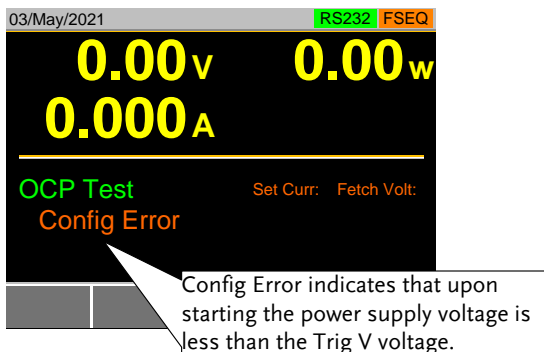 03/May/2021 RS232 FSEQ
0.00V 0.00W
0.000A
OCP Test Set Curr: Fetch Volt:
Config Error
Config Error indicates that upon
starting the power supply voltage is
less than the Trig V voltage.